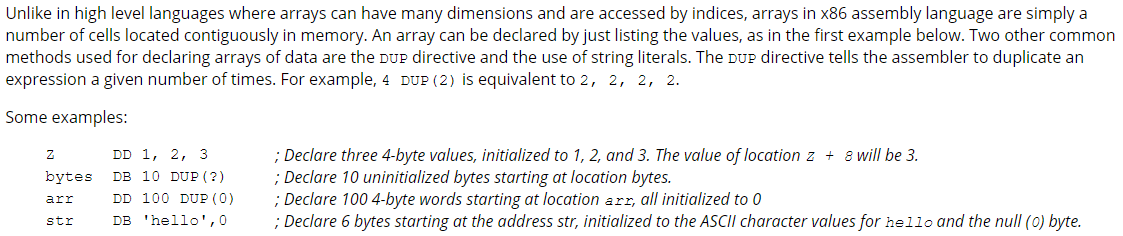 Unlike in high level languages where arrays can have many dimensions and are accessed by indices, arrays in x86 assembly language are simply a
number of cells located contiguously in memory. An array can be declared by just listing the values, as in the first example below. Two other common
methods used for declaring arrays of data are the DUP directive and the use of string literals. The DUP directive tells the assembler to duplicate an
expression a given number of times. For example, 4 DUP(2) is equivalent to 2, 2, 2, 2.
Some examples:
z DD 1, 2, 3 ; Declare three 4-byte values, initialized to 1, 2, and 3. The value of location z + 8 will be 3.
bytes DB 10 DUP(?) ; Declare 10 uninitialized bytes starting at location bytes.
arr DD 100 DUP(0) ; Declare 100 4-byte words starting at location arr, all initialized to 0
str DB 'hello',0 ; Declare 6 bytes starting at the address str, initialized to the ASCII character values for hello and the null (0) byte.